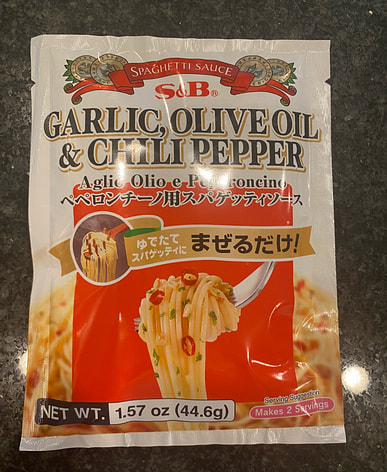 SPAGHETTI SAUCE
S&B®
GARLIC, OLIVE OIL
& CHILI PEPPER
Aglio Olio e Peperoncino
ペペロンチーノ用スパゲッティソース
ゆでたて
スパゲッティに
まぜるだけ!
Serving Suggestion
NET WT. 1.57 oz (44.6g)
Makes 2 Servings